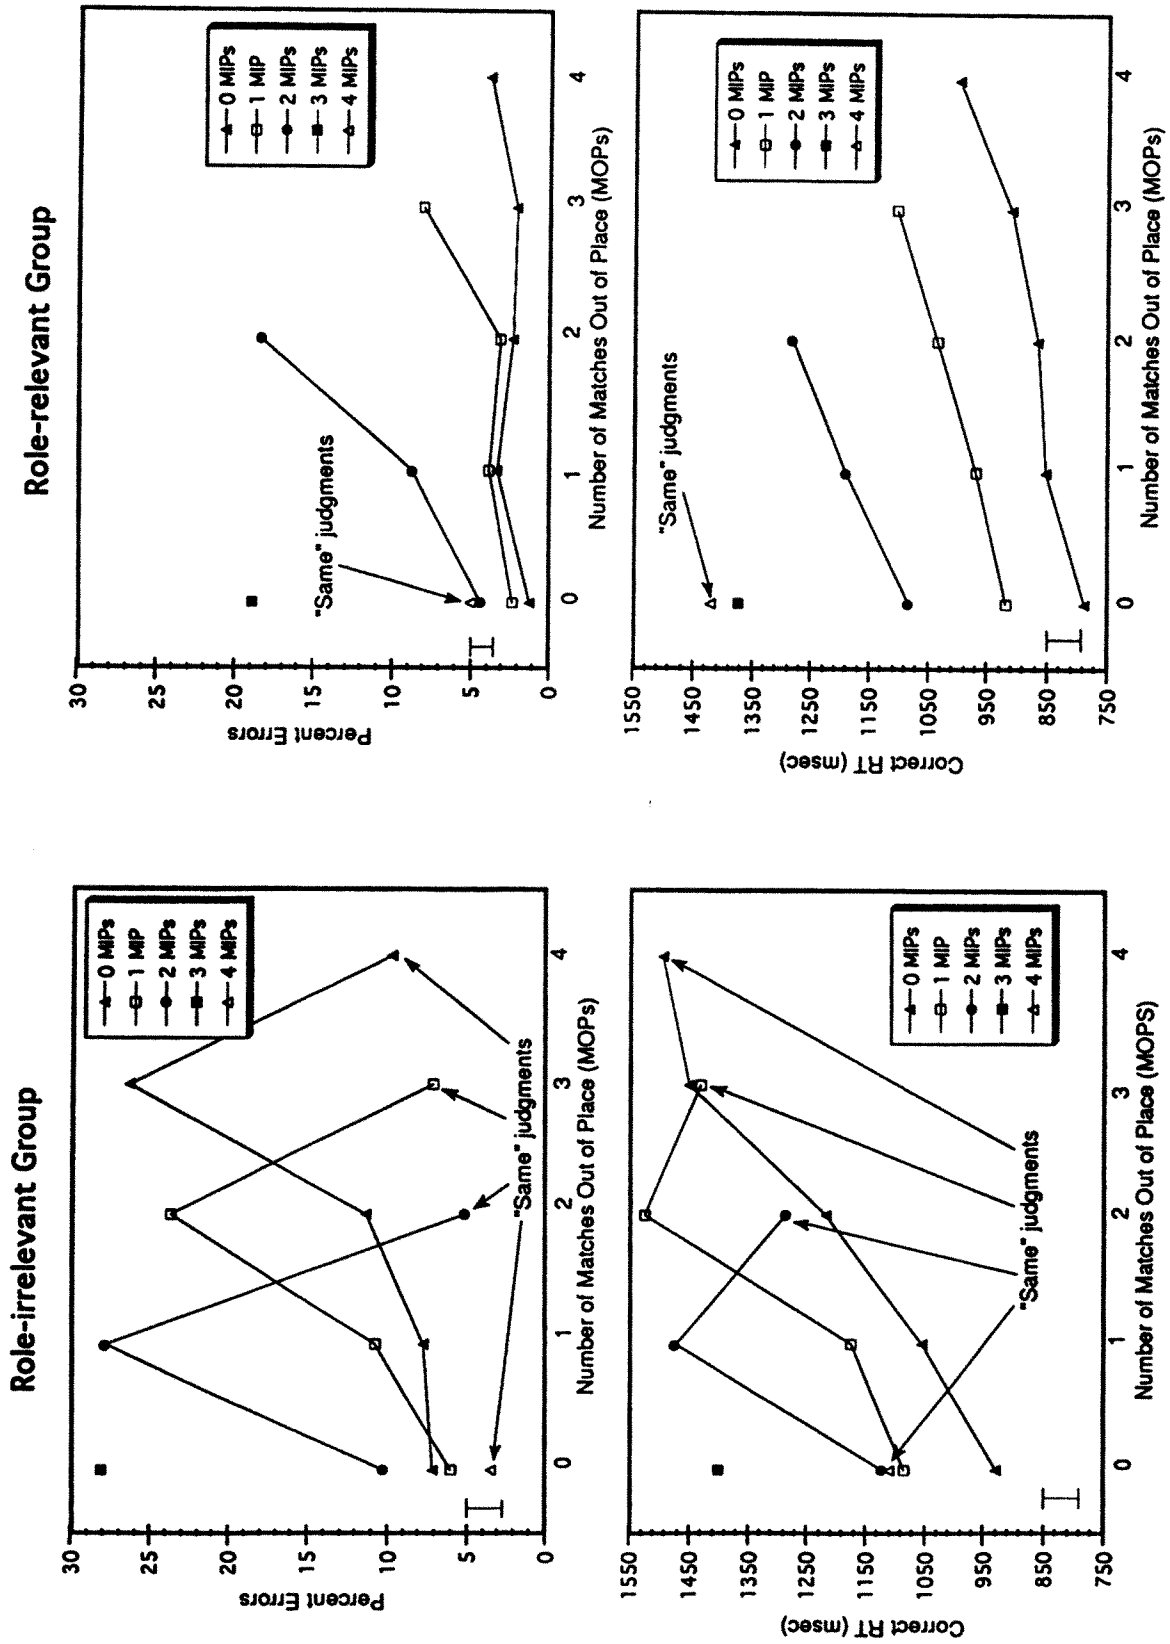 Role-irrelevant Group
Percent Errors
30
25
20
15
10
5
0
0 MIPs
1 MIP
2 MIPs
3 MIPs
4 MIPs
"Same" judgments
0
1
2
3
4
Number of Matches Out of Place (MOPs)
Correct RT (msec)
1550
1450
1350
1250
1150
1050
950
850
750
0 MIPs
1 MIP
2 MIPs
3 MIPs
4 MIPs
"Same" judgments
0
1
2
3
4
Number of Matches Out of Place (MOPS)
Role-relevant Group
Percent Errors
30
25
20
15
10
5
0
0 MIPs
1 MIP
2 MIPs
3 MIPs
4 MIPs
"Same" judgments
0
1
2
3
4
Number of Matches Out of Place (MOPs)
Correct RT (msec)
1550
1450
1350
1250
1150
1050
950
850
750
"Same" judgments
0 MIPs
1 MIP
2 MIPs
3 MIPs
4 MIPs
0
1
2
3
4
Number of Matches Out of Place (MOPs)